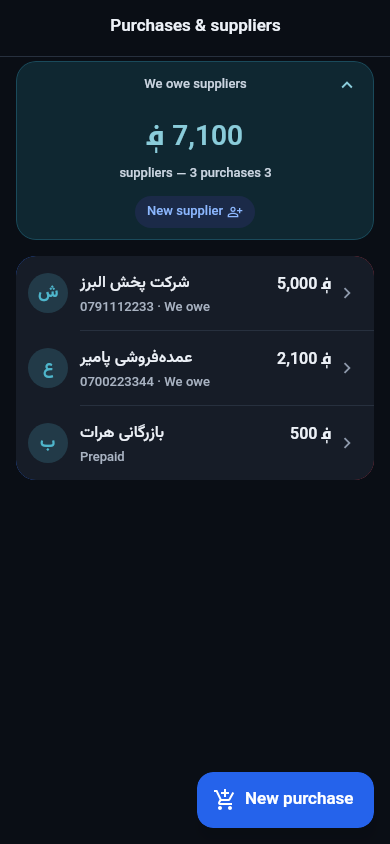 Purchases & suppliers
We owe suppliers
؋ 7,100
suppliers — 3 purchases 3
New supplier
ش
شرکت پخش البرز
5,000 ؋
0791112233 · We owe
ع
عمده‌فروشی پامیر
2,100 ؋
0700223344 · We owe
ب
بازرگانی هرات
500 ؋
Prepaid
New purchase